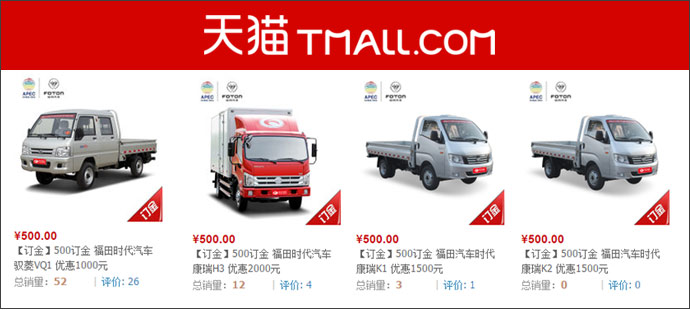 天猫 TMALL.COM
APEC FOTON
APEC FOTON
APEC FOTON
APEC FOTON
订金
订金
订金
订金
¥500.00
【订金】500订金 福田时代汽车
驭菱VQ1 优惠1000元
总销量: 52 评价: 26
¥500.00
【订金】500订金 福田时代汽车
康瑞H3 优惠2000元
总销量: 12 评价: 4
¥500.00
【订金】500订金 福田汽车时代
康瑞K1 优惠1500元
总销量: 3 评价: 1
¥500.00
【订金】500订金 福田汽车时代
康瑞K2 优惠1500元
总销量: 0 评价: 0